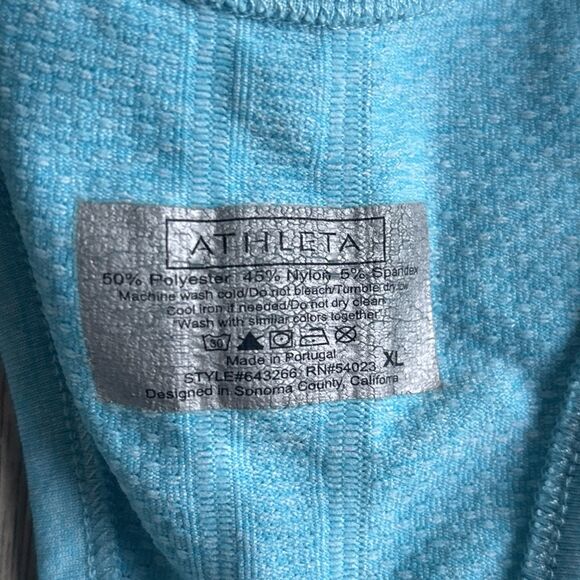 ATHLETA
50% Polyester 45% Nylon 5% Spandex
Machine wash cold/Do not bleach/Tumble dry low
Cool iron if needed/Do not dry clean
"Wash with similar colors together"
30
Made in Portugal
STYLE#643266 RN#54023 XL
Designed in Sonoma County, California